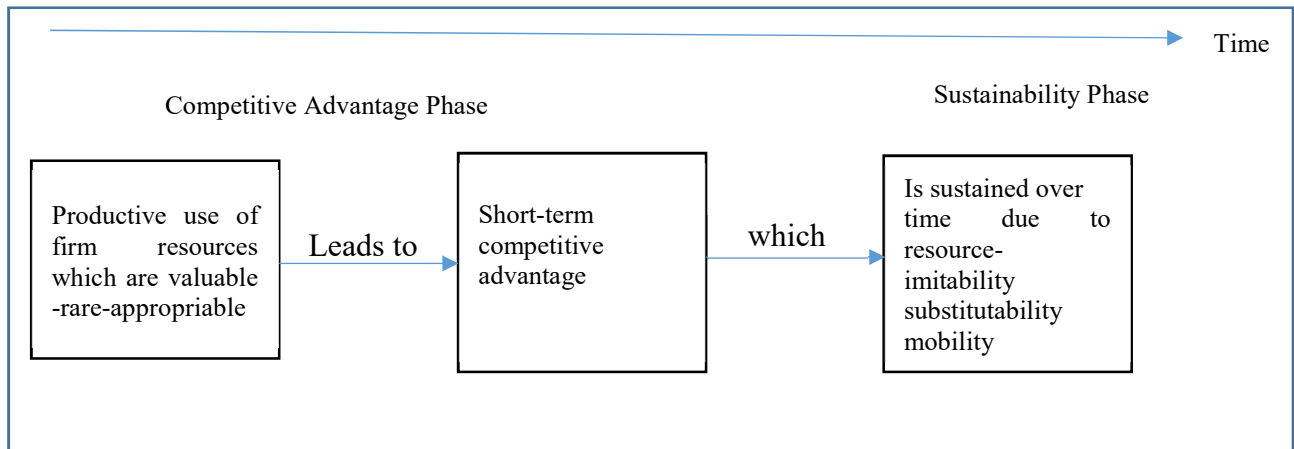 Time
Competitive Advantage Phase
Sustainability Phase
Productive use of
firm resources
which are valuable
-rare-appropriable
Leads to
Short-term
competitive
advantage
which
Is sustained over
time due to
resource-
imitability
substitutability
mobility